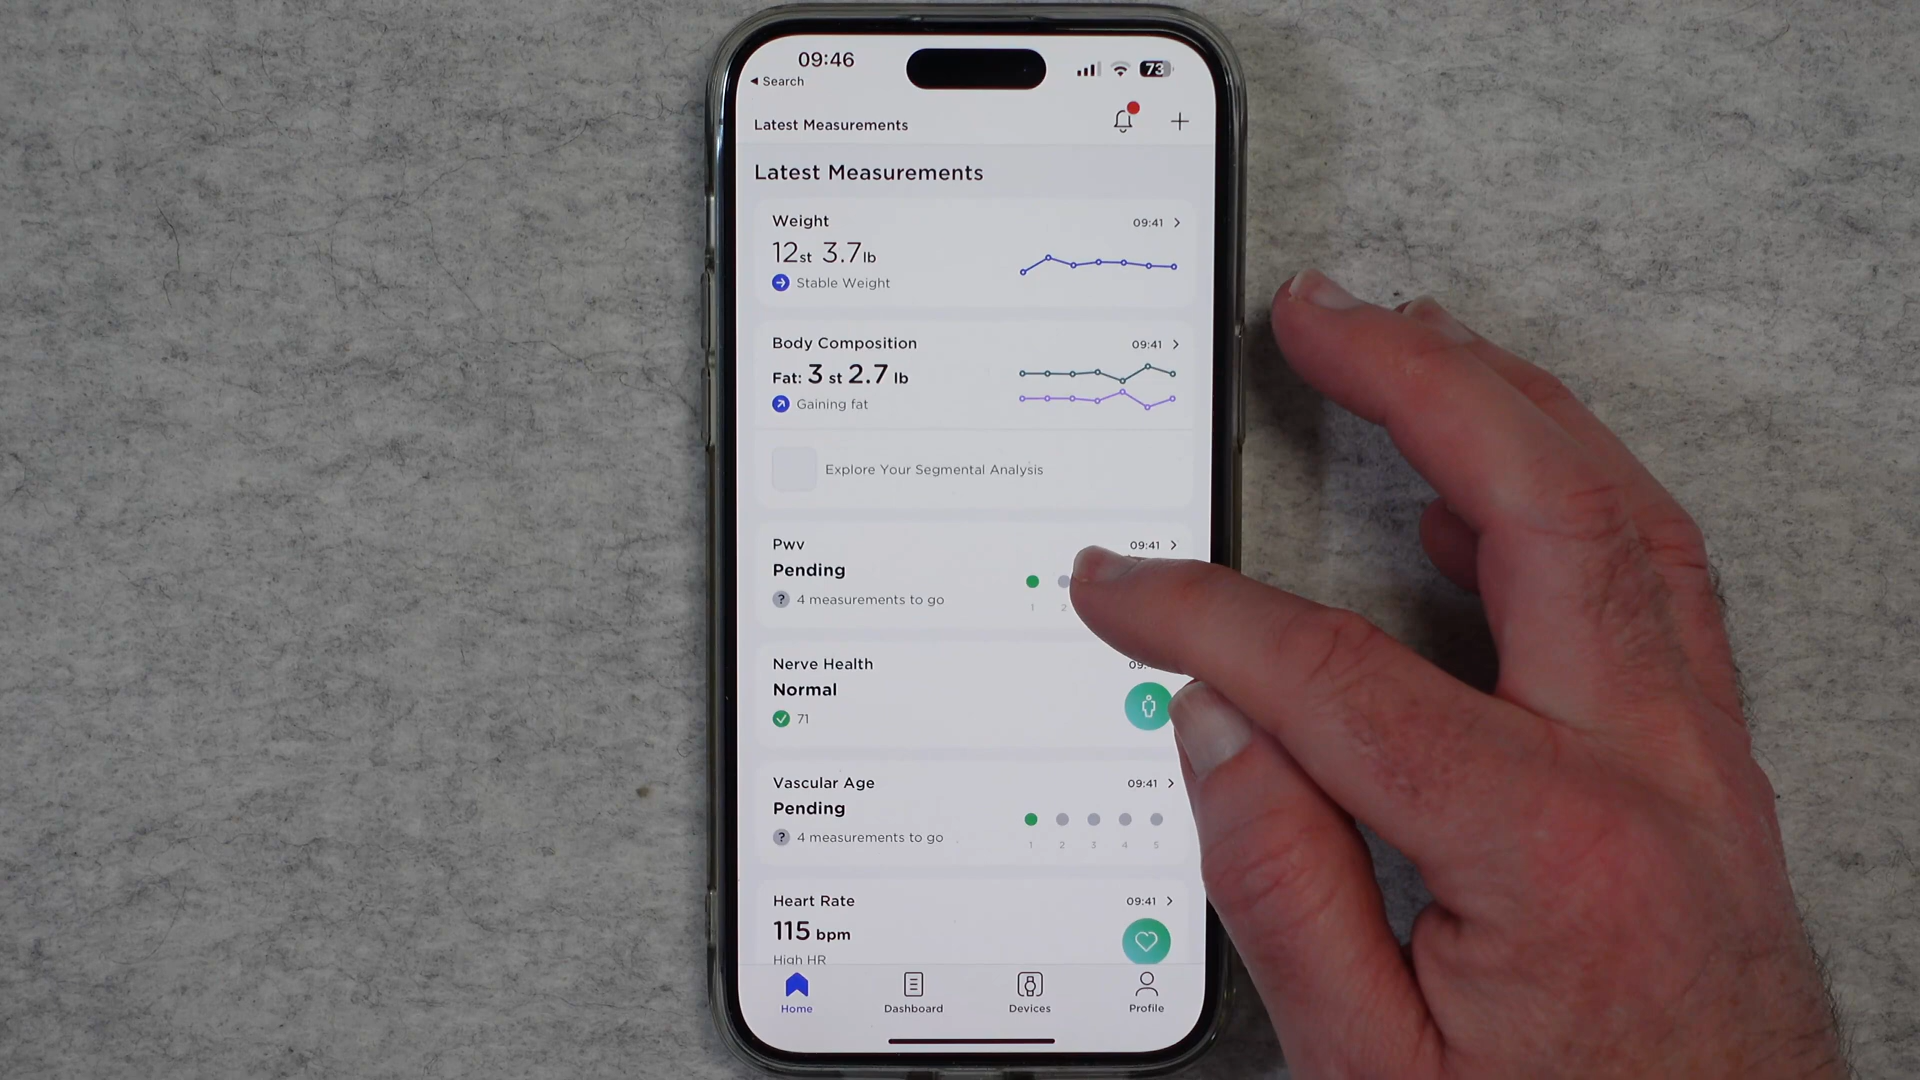 09:46
73
◀ Search
Latest Measurements
Latest Measurements
Weight
09:41
12st 3.7lb
Stable Weight
Body Composition
09:41
Fat: 3 st 2.7 lb
Gaining fat
Explore Your Segmental Analysis
Pwv
09:41
Pending
? 4 measurements to go
1 2
Nerve Health
Normal
71
Vascular Age
09:41
Pending
? 4 measurements to go
1 2 3 4 5
Heart Rate
09:41
115 bpm
High HR
Home Dashboard Devices Profile